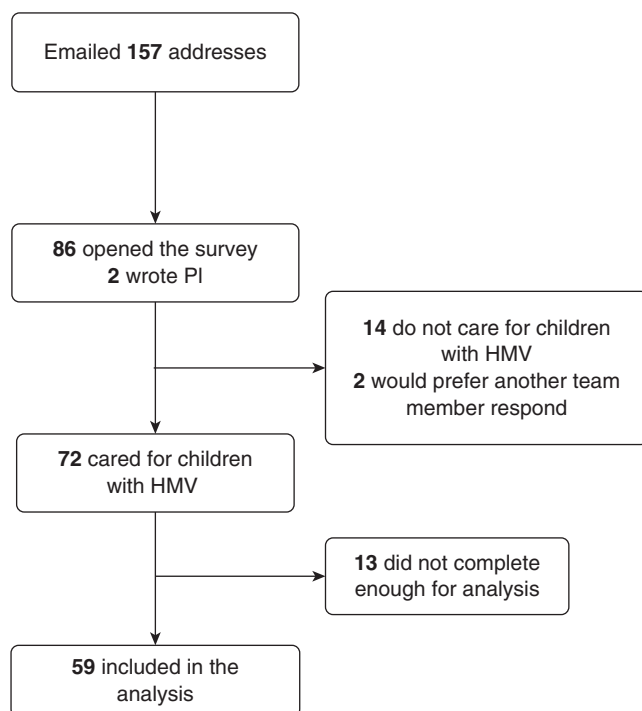 Emailed 157 addresses
86 opened the survey
2 wrote PI
14 do not care for children
with HMV
2 would prefer another team
member respond
72 cared for children
with HMV
13 did not complete
enough for analysis
59 included in the
analysis